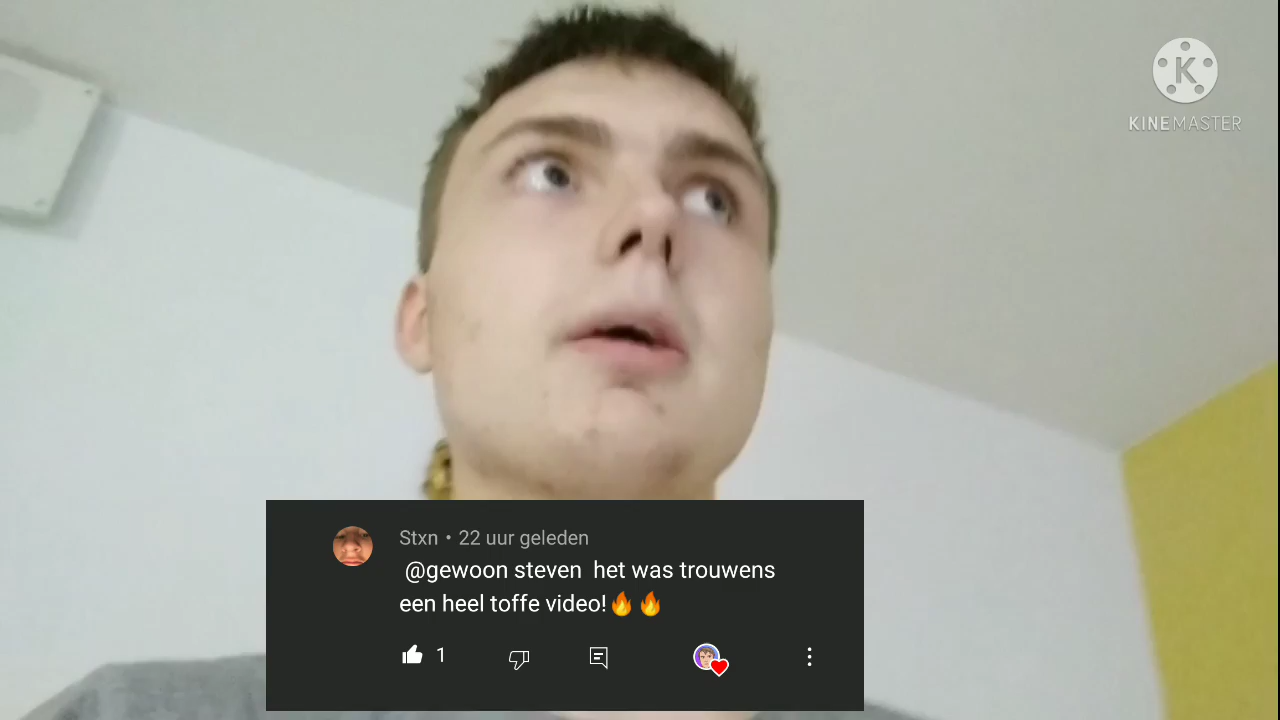 KINEMASTER
Stxn • 22 uur geleden
@gewoon steven het was trouwens
een heel toffe video!🔥🔥
1